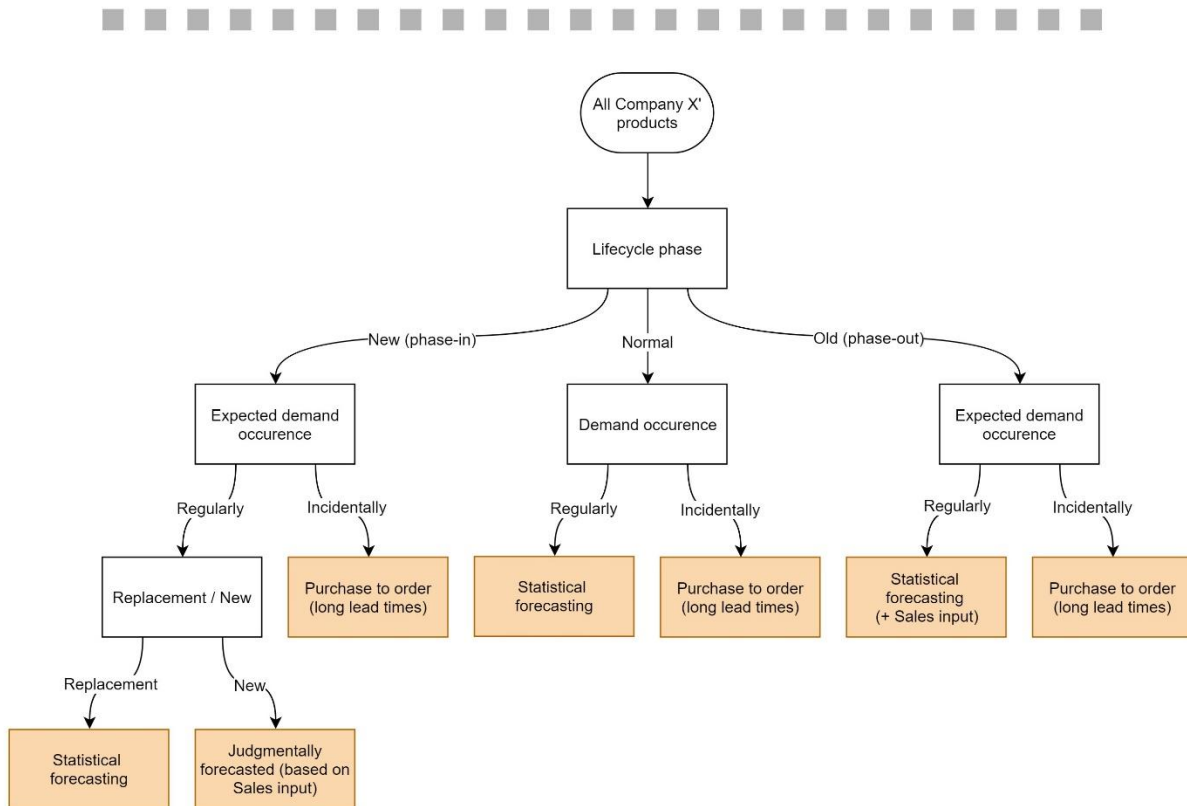 All Company X'
products
Lifecycle phase
New (phase-in)
Normal
Old (phase-out)
Expected demand
occurence
Demand occurence
Expected demand
occurence
Regularly
Incidentally
Regularly
Incidentally
Regularly
Incidentally
Replacement / New
Purchase to order
(long lead times)
Statistical
forecasting
Purchase to order
(long lead times)
Statistical
forecasting
(+ Sales input)
Purchase to order
(long lead times)
Replacement
New
Statistical
forecasting
Judgmentally
forecasted (based on
Sales input)